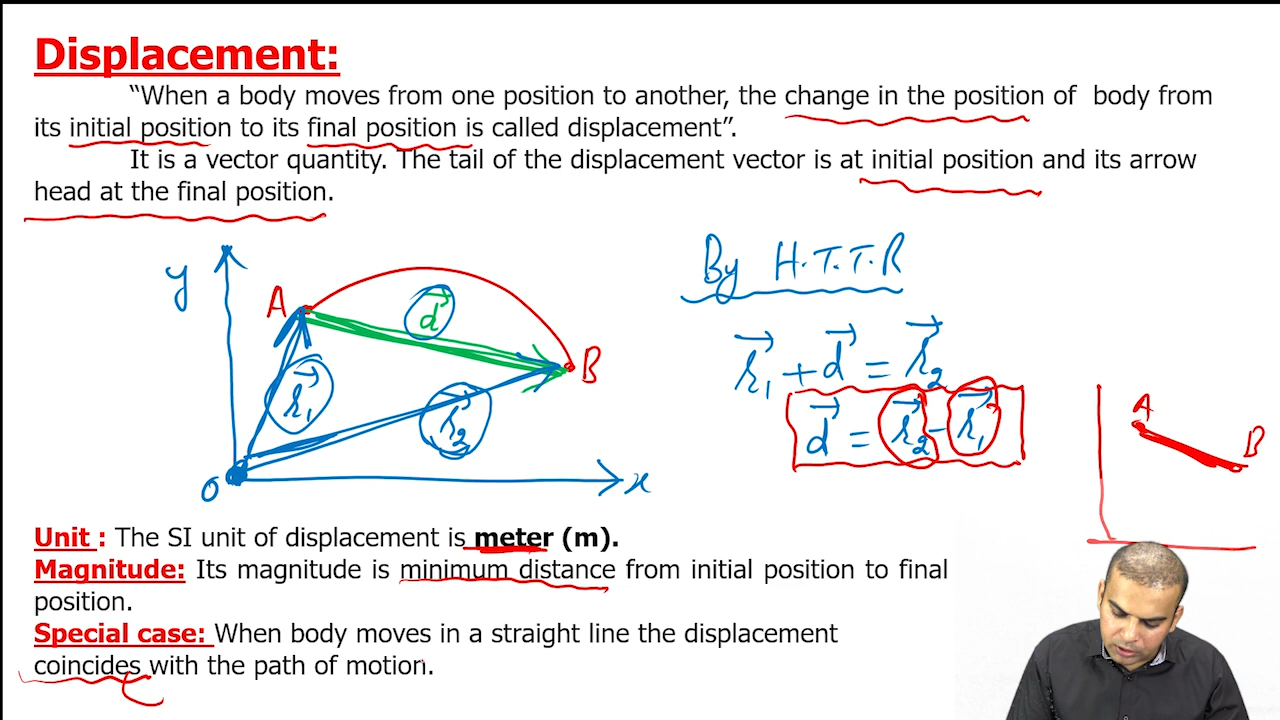 Displacement:
“When a body moves from one position to another, the change in the position of body from
its initial position to its final position is called displacement”.
It is a vector quantity. The tail of the displacement vector is at initial position and its arrow
head at the final position.
y
A
d
B
r1
r2
O
x
By H.T.T.R
r1 + d = r2
d = r2 - r1
A
B
Unit : The SI unit of displacement is meter (m).
Magnitude: Its magnitude is minimum distance from initial position to final
position.
Special case: When body moves in a straight line the displacement
coincides with the path of motion.